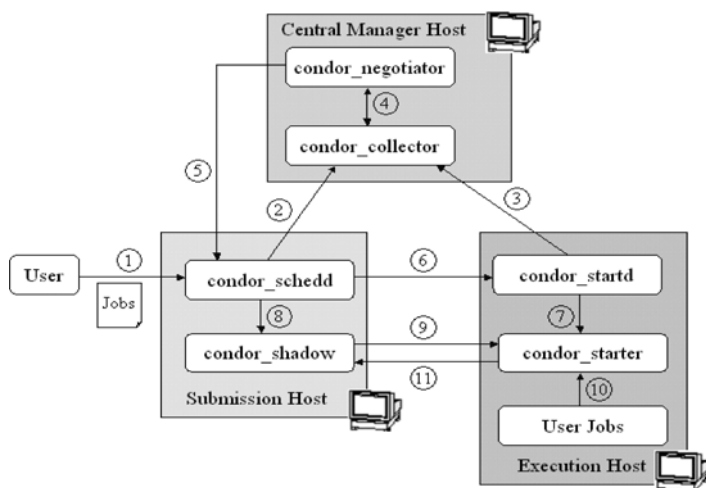 Central Manager Host
condor_negotiator
4
condor_collector
5
2
3
User
1
Jobs
condor_schedd
6
condor_startd
8
7
condor_shadow
9
11
condor_starter
10
Submission Host
User Jobs
Execution Host